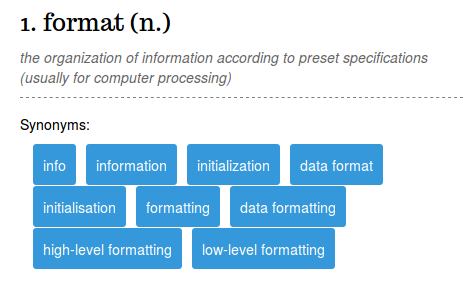 1. format (n.)
the organization of information according to preset specifications
(usually for computer processing)
Synonyms:
info information initialization data format
initialisation formatting data formatting
high-level formatting low-level formatting